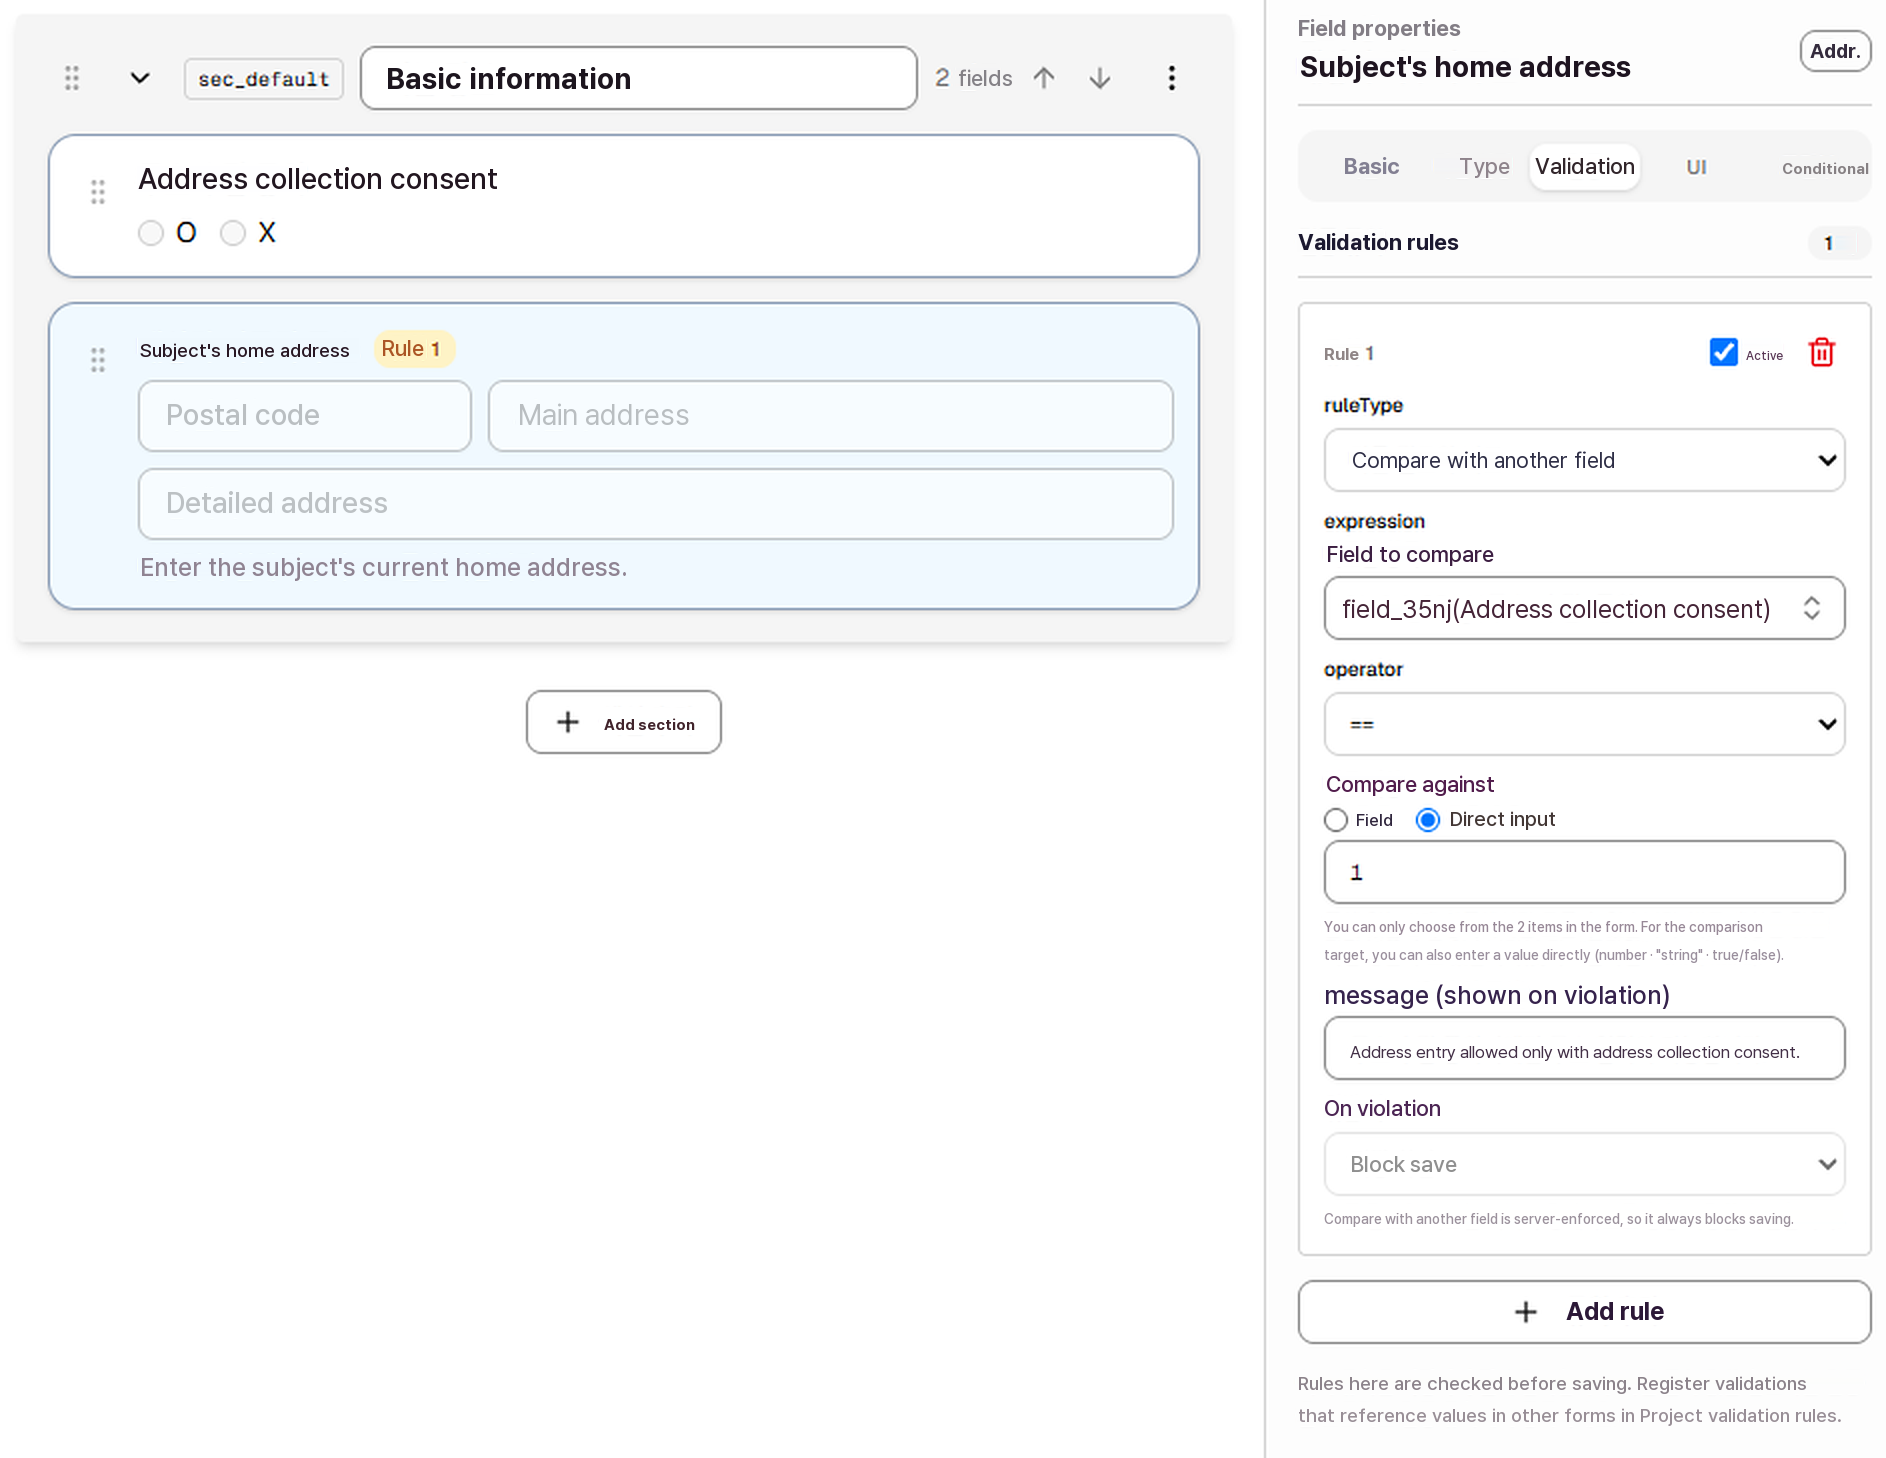 sec_default
Basic information
2 fields
Address collection consent
O X
Subject's home address
Rule 1
Postal code
Main address
Detailed address
Enter the subject's current home address.
Add section
Field properties
Subject's home address
Addr.
Basic
Type
Validation
UI
Conditional
Validation rules
1
Rule 1
Active
ruleType
Compare with another field
expression
Field to compare
field_35nj(Address collection consent)
operator
==
Compare against
Field
Direct input
1
You can only choose from the 2 items in the form. For the comparison
target, you can also enter a value directly (number · "string" · true/false).
message (shown on violation)
Address entry allowed only with address collection consent.
On violation
Block save
Compare with another field is server-enforced, so it always blocks saving.
Add rule
Rules here are checked before saving. Register validations
that reference values in other forms in Project validation rules.